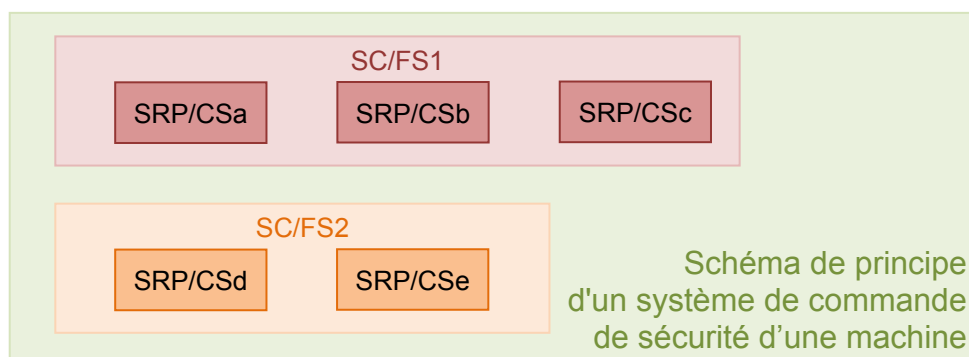 SC/FS1
SRP/CSa
SRP/CSb
SRP/CSc
SC/FS2
SRP/CSd
SRP/CSe
Schéma de principe
d'un système de commande
de sécurité d’une machine